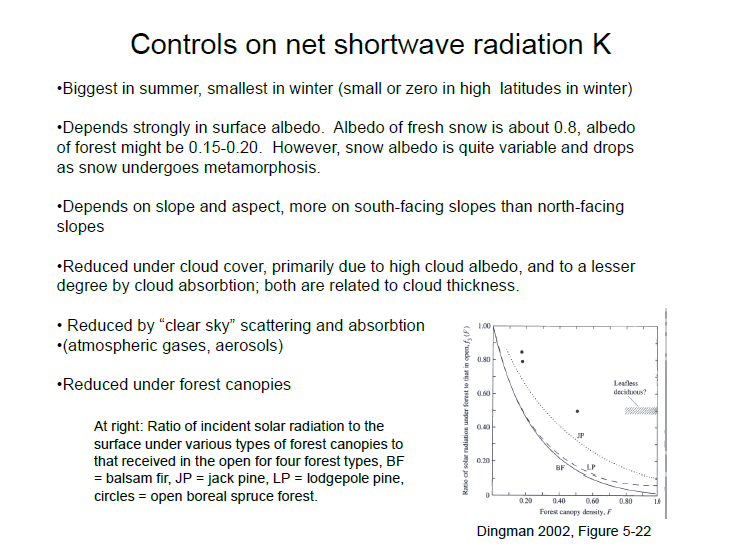 Controls on net shortwave radiation K
•Biggest in summer, smallest in winter (small or zero in high latitudes in winter)
•Depends strongly in surface albedo. Albedo of fresh snow is about 0.8, albedo
of forest might be 0.15-0.20. However, snow albedo is quite variable and drops
as snow undergoes metamorphosis.
•Depends on slope and aspect, more on south-facing slopes than north-facing
slopes
•Reduced under cloud cover, primarily due to high cloud albedo, and to a lesser
degree by cloud absorbtion; both are related to cloud thickness.
• Reduced by “clear sky” scattering and absorbtion
•(atmospheric gases, aerosols)
•Reduced under forest canopies
At right: Ratio of incident solar radiation to the
surface under various types of forest canopies to
that received in the open for four forest types, BF
= balsam fir, JP = jack pine, LP = lodgepole pine,
circles = open boreal spruce forest.
Ratio of solar radiation under forest to that in open,
1.00
0.80
0.60
0.40
0.20
0
Leafless
deciduous?
JP
BF
LP
0.20
0.40
0.60
0.80
Forest canopy density, F
Dingman 2002, Figure 5-22